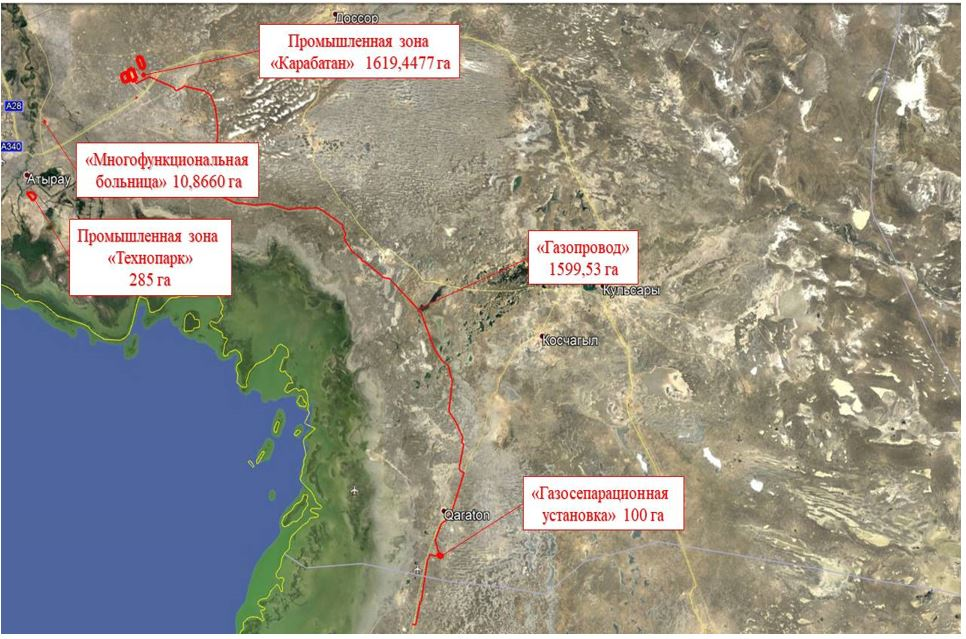 Доссор
Промышленная зона
«Карабатан» 1619,4477 га
A28
A340
«Многофункциональная
больница» 10,8660 га
Атырау
Промышленная зона
«Технопарк»
285 га
«Газопровод»
1599,53 га
Кульсары
Косчагыл
«Газосепарационная
установка» 100 га
Qaraton